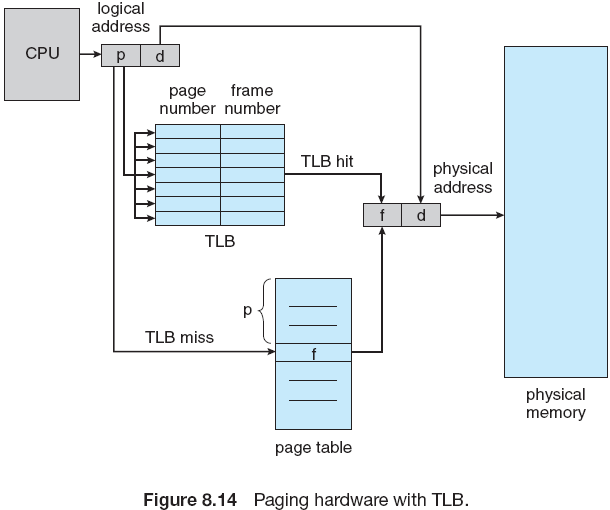 logical
address
CPU
p d
page frame
number number
TLB hit
physical
address
f d
TLB
p
TLB miss
f
physical
memory
page table
Figure 8.14 Paging hardware with TLB.